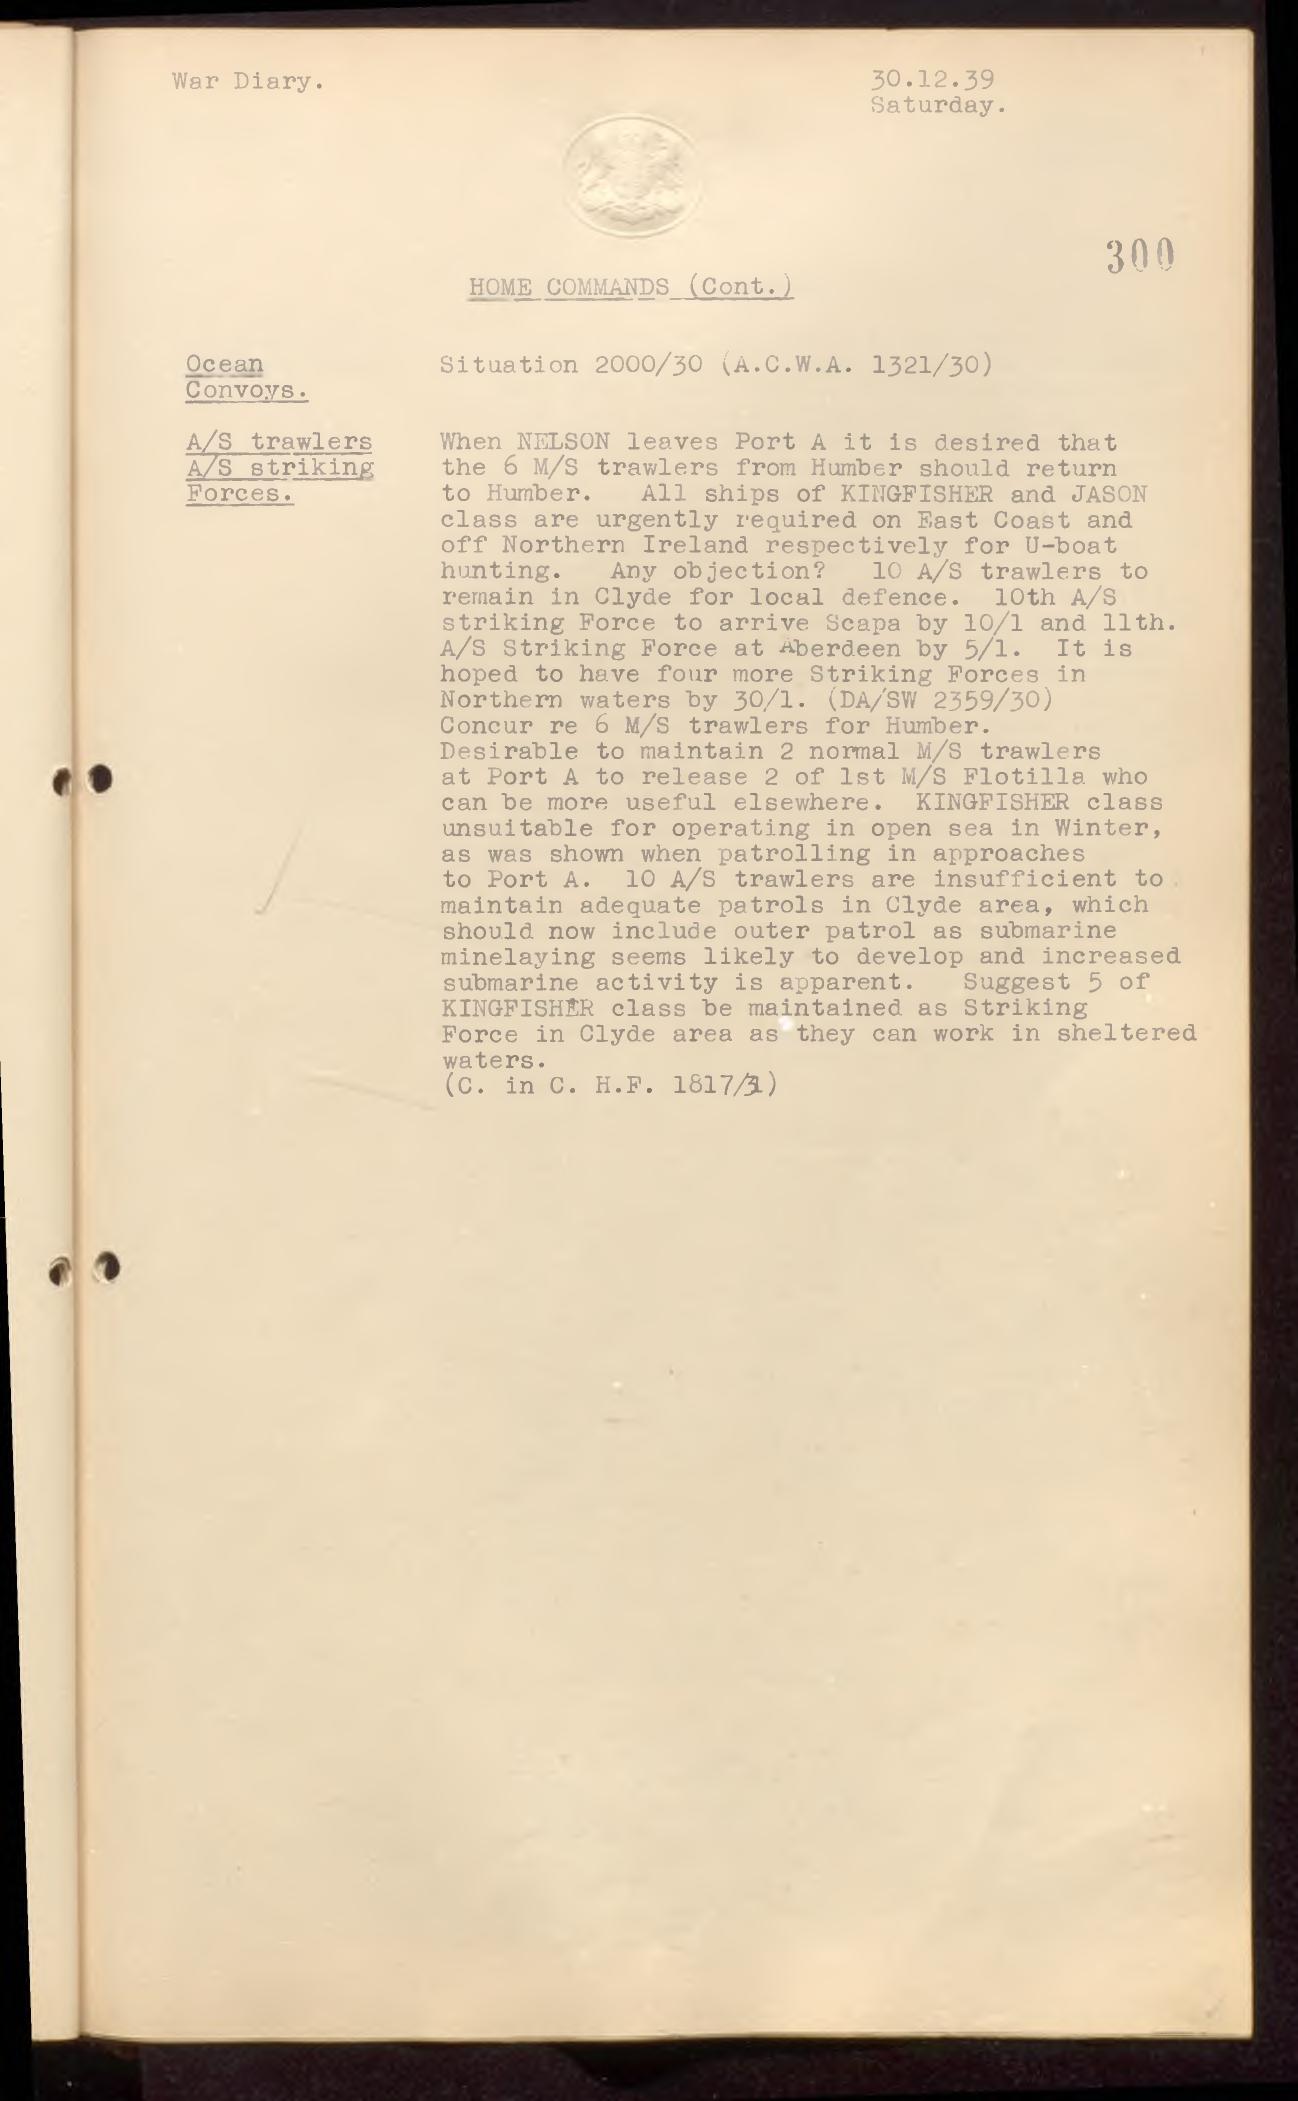 War Diary.
30.12.39
Saturday.
300
HOME COMMANDS (Cont.)
Ocean
Convoys.
Situation 2000/30 (A.C.W.A. 1321/30)
A/S trawlers
A/S striking
Forces.
When NELSON leaves Port A it is desired that
the 6 M/S trawlers from Humber should return
to Humber. All ships of KINGFISHER and JASON
class are urgently required on East Coast and
off Northern Ireland respectively for U-boat
hunting. Any objection? 10 A/S trawlers to
remain in Clyde for local defence. 10th A/S
striking Force to arrive Scapa by 10/1 and 11th.
A/S Striking Force at Aberdeen by 5/1. It is
hoped to have four more Striking Forces in
Northern waters by 30/1. (DA/SW 2359/30)
Concur re 6 M/S trawlers for Humber.
Desirable to maintain 2 normal M/S trawlers
at Port A to release 2 of 1st M/S Flotilla who
can be more useful elsewhere. KINGFISHER class
unsuitable for operating in open sea in Winter,
as was shown when patrolling in approaches
to Port A. 10 A/S trawlers are insufficient to
maintain adequate patrols in Clyde area, which
should now include outer patrol as submarine
minelaying seems likely to develop and increased
submarine activity is apparent. Suggest 5 of
KINGFISHER class be maintained as Striking
Force in Clyde area as they can work in sheltered
waters.
(C. in C. H.F. 1817/31)